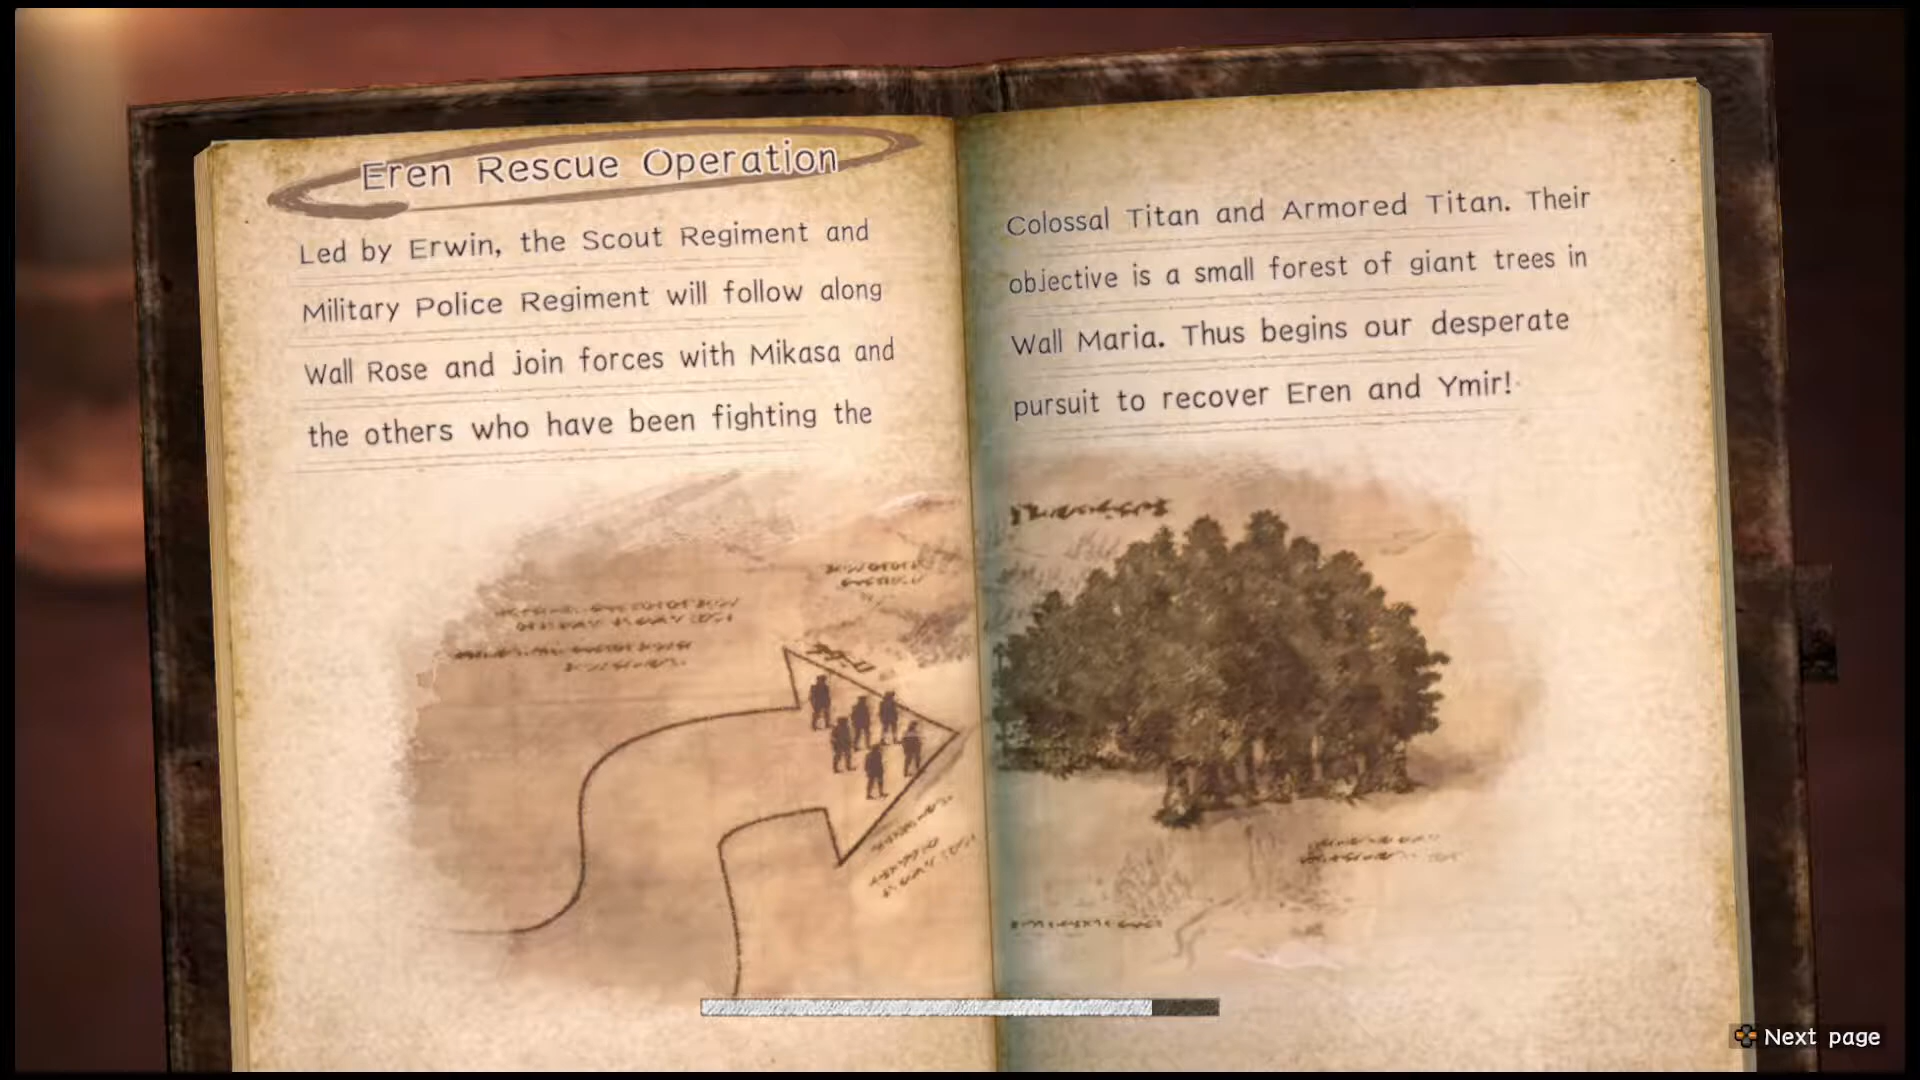 Eren Rescue Operation
Led by Erwin, the Scout Regiment and
Military Police Regiment will follow along
Wall Rose and join forces with Mikasa and
the others who have been fighting the
Colossal Titan and Armored Titan. Their
objective is a small forest of giant trees in
Wall Maria. Thus begins our desperate
pursuit to recover Eren and Ymir!
Next page